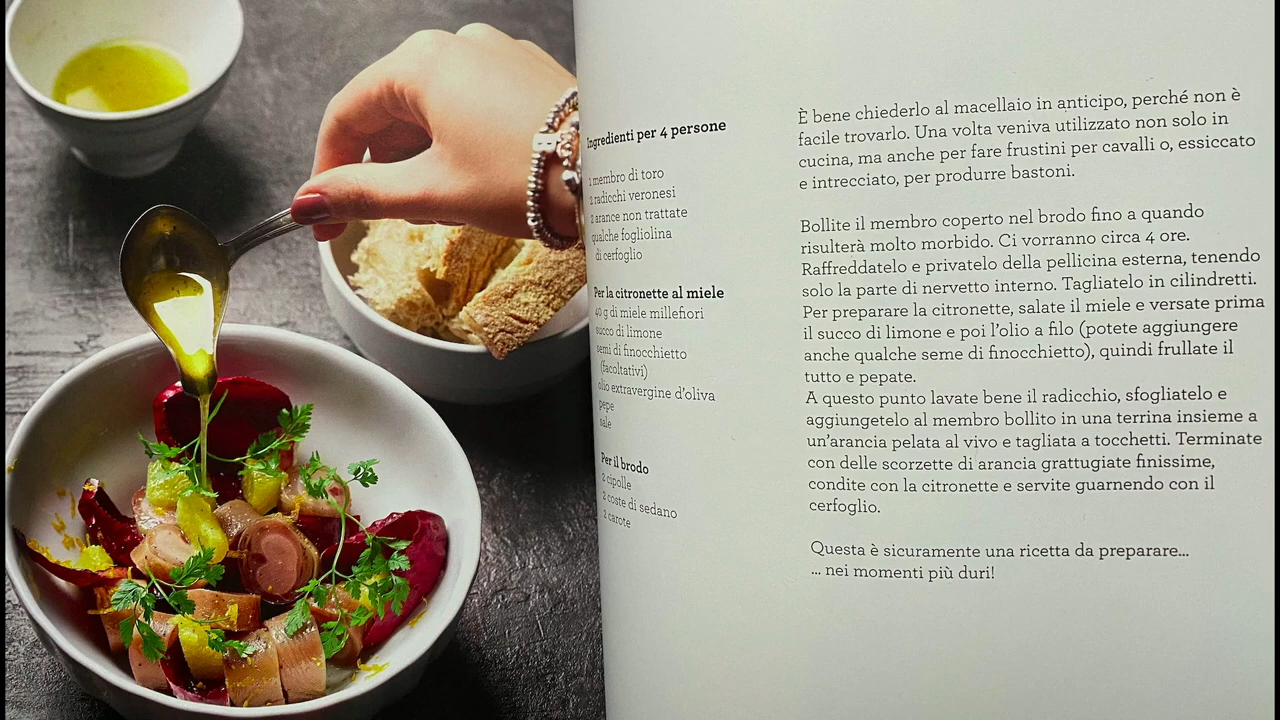 Ingredienti per 4 persone
1 membro di toro
2 radicchi veronesi
2 arance non trattate
qualche fogliolina
di cerfoglio
Per la citronette al miele
40 g di miele millefiori
succo di limone
semi di finocchietto
(facoltativi)
olio extravergine d'oliva
pepe
sale
Per il brodo
2 cipolle
2 coste di sedano
2 carote
È bene chiederlo al macellaio in anticipo, perché non è
facile trovarlo. Una volta veniva utilizzato non solo in
cucina, ma anche per fare frustini per cavalli o, essiccato
e intrecciato, per produrre bastoni.
Bollite il membro coperto nel brodo fino a quando
risulterà molto morbido. Ci vorranno circa 4 ore.
Raffreddatelo e privatelo della pellicina esterna, tenendo
solo la parte di nervetto interno. Tagliatelo in cilindretti.
Per preparare la citronette, salate il miele e versate prima
il succo di limone e poi l'olio a filo (potete aggiungere
anche qualche seme di finocchietto), quindi frullate il
tutto e pepate.
A questo punto lavate bene il radicchio, sfogliatelo e
aggiungetelo al membro bollito in una terrina insieme a
un'arancia pelata al vivo e tagliata a tocchetti. Terminate
con delle scorzette di arancia grattugiate finissime,
condite con la citronette e servite guarnendo con il
cerfoglio.
Questa è sicuramente una ricetta da preparare...
... nei momenti più duri!